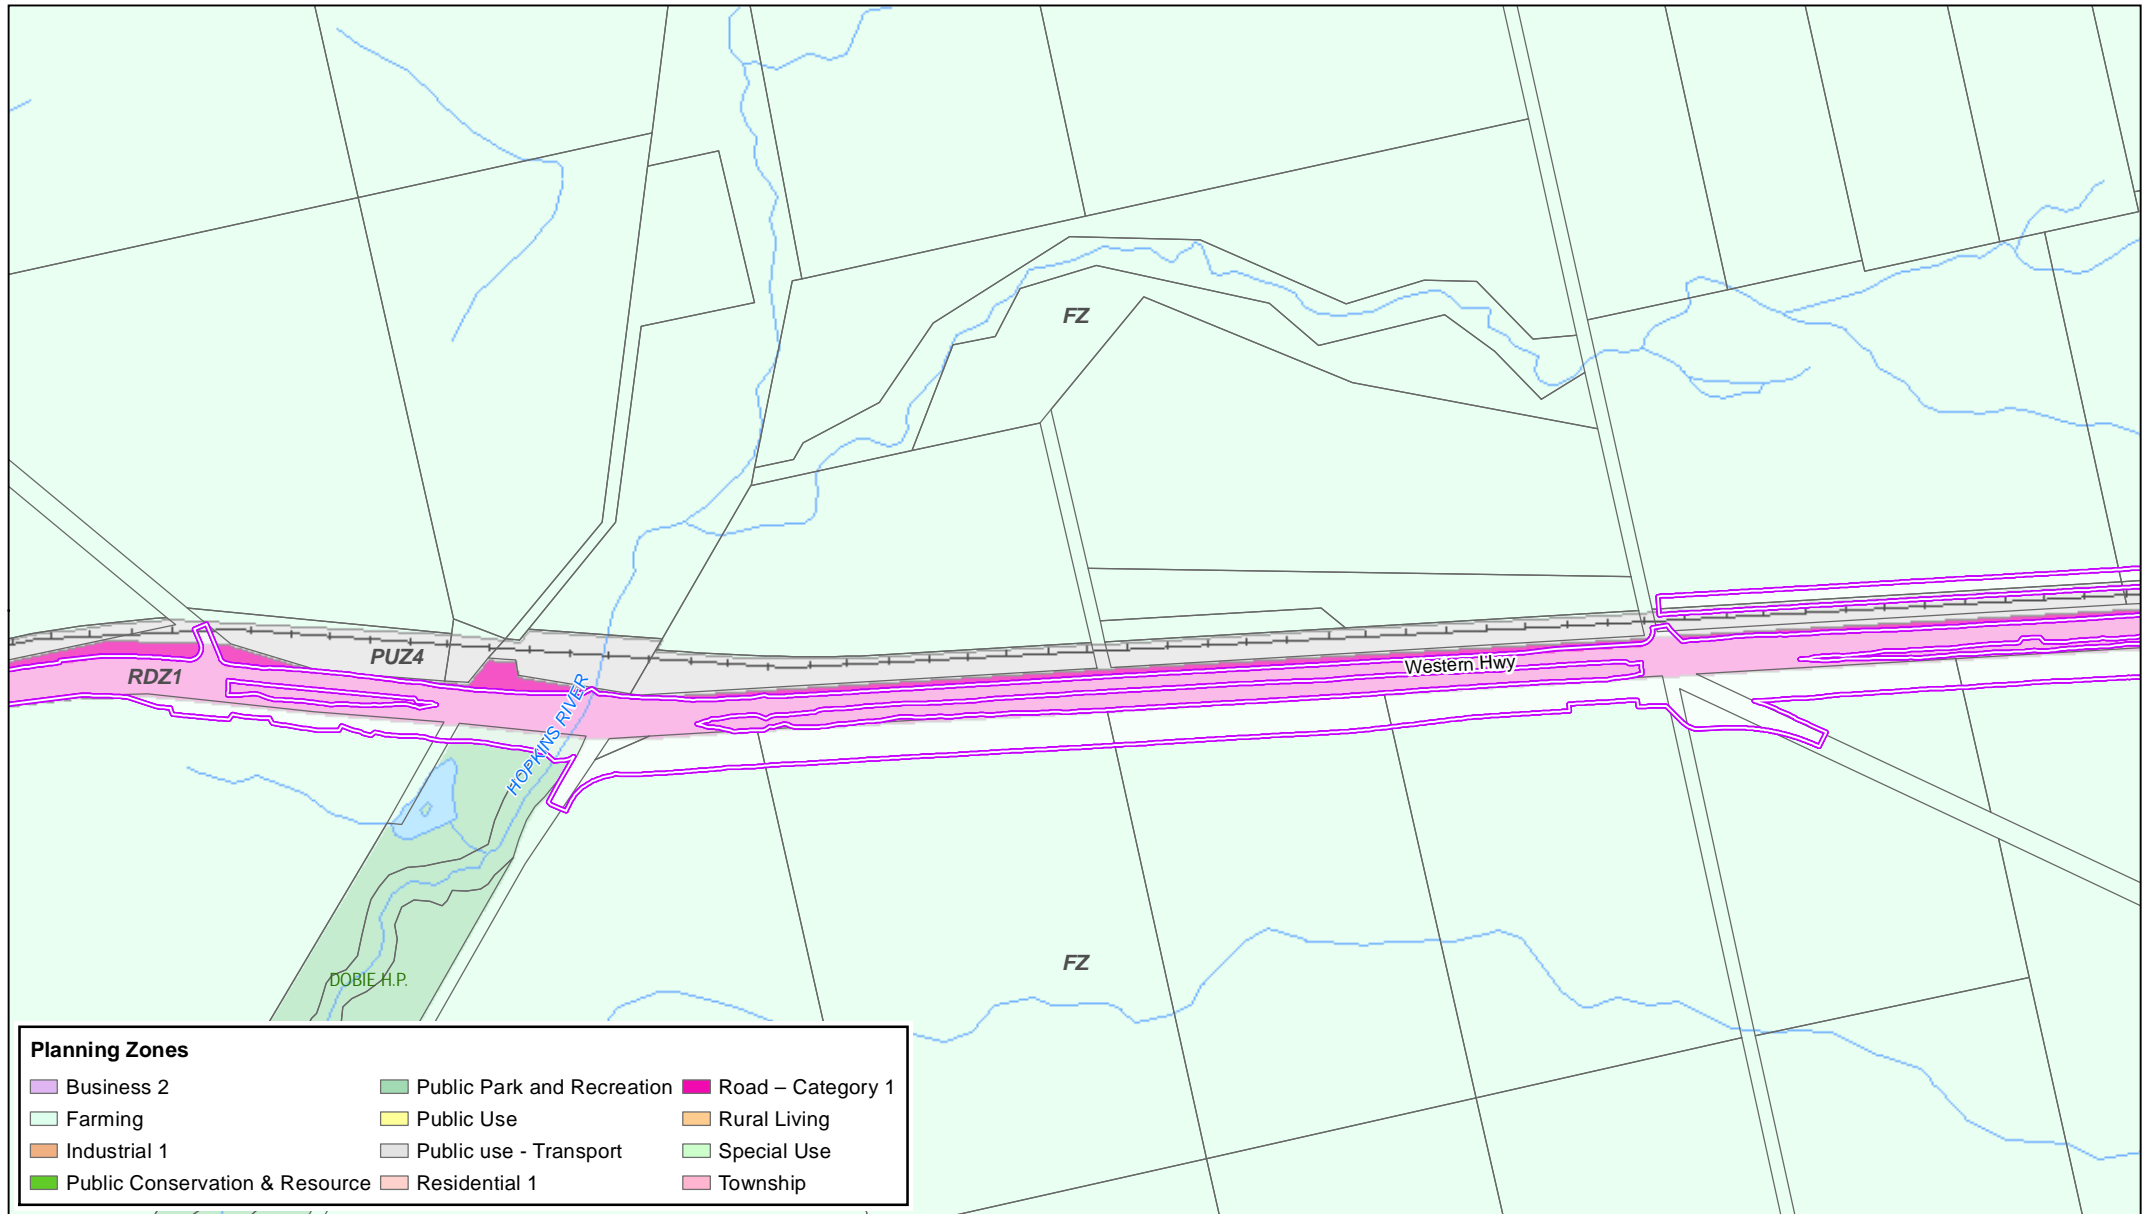 FZ
PUZ4
Western Hwy
RDZ1
HOPKINS RIVER
FZ
DOBIE H.P.
Planning Zones
Business 2
Farming
Industrial 1
Public Conservation & Resource
Public Park and Recreation
Public Use
Public use - Transport
Residential 1
Road – Category 1
Rural Living
Special Use
Township